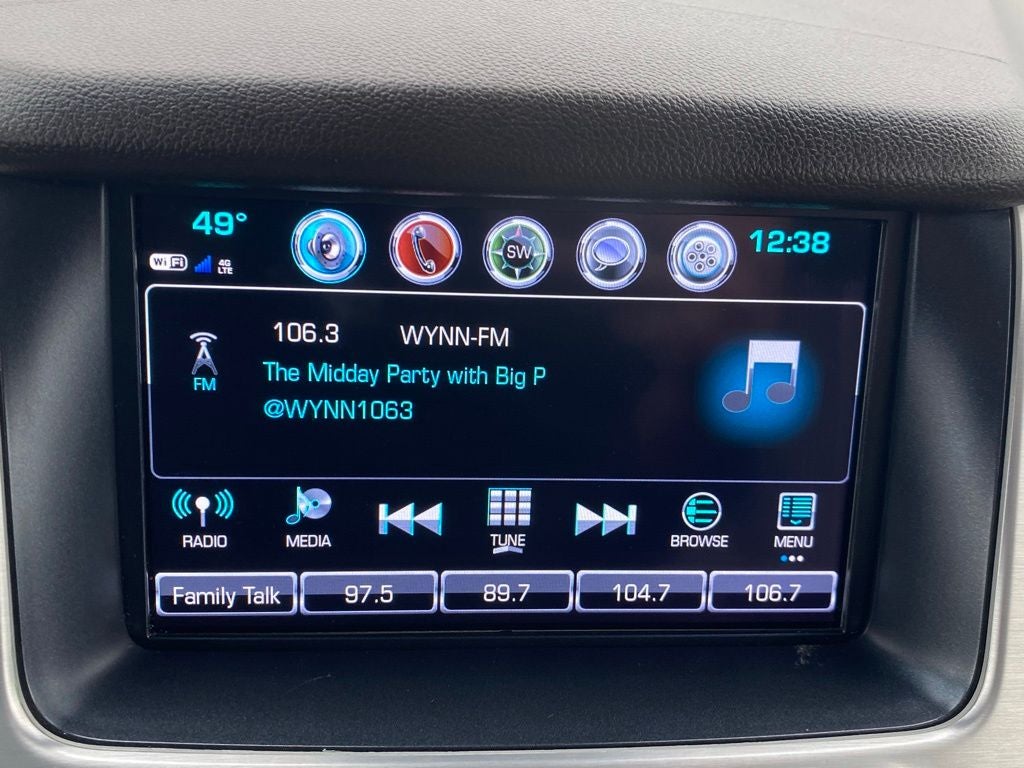 49° 12:38
WiFi 4G LTE SW
106.3 WYNN-FM
FM The Midday Party with Big P
@WYNN1063
RADIO MEDIA TUNE BROWSE MENU
Family Talk 97.5 89.7 104.7 106.7